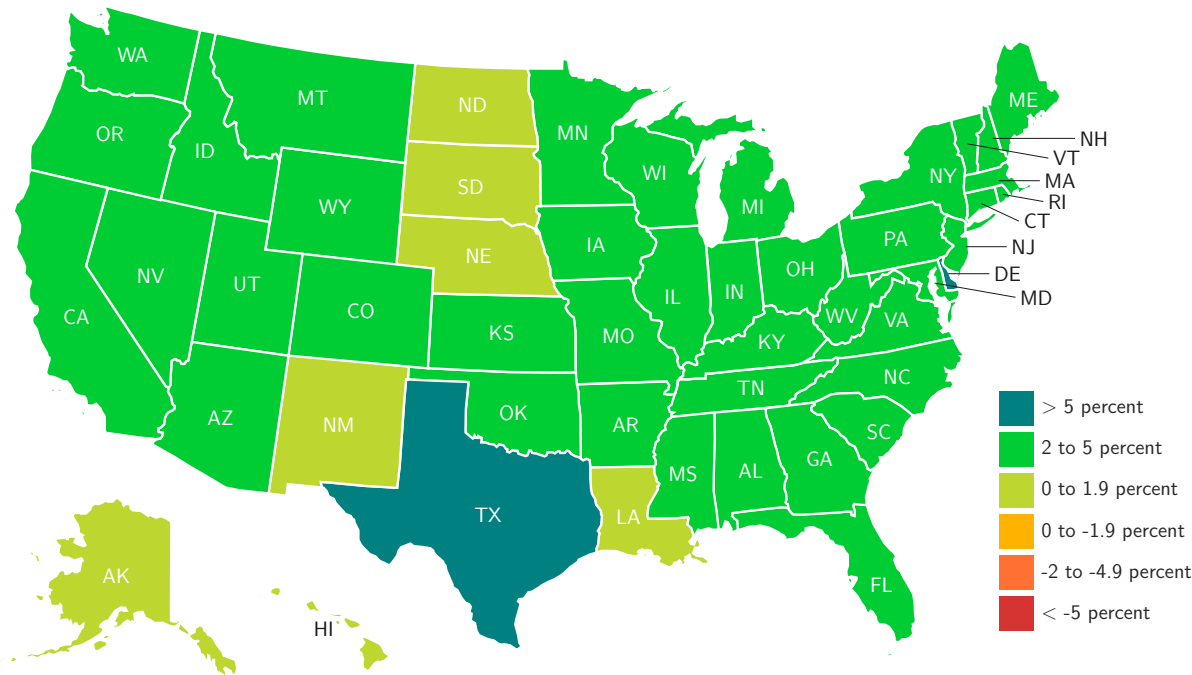 WA
MT
ND
MN
ME
OR
ID
SD
WI
NH
VT
NY
MA
WY
MI
RI
CT
NE
IA
PA
NJ
NV
UT
OH
DE
IL
IN
MD
CA
CO
KS
MO
WV
VA
KY
TN
NC
AZ
NM
OK
AR
SC
MS
AL
GA
TX
LA
AK
FL
HI
> 5 percent
2 to 5 percent
0 to 1.9 percent
0 to -1.9 percent
-2 to -4.9 percent
< -5 percent